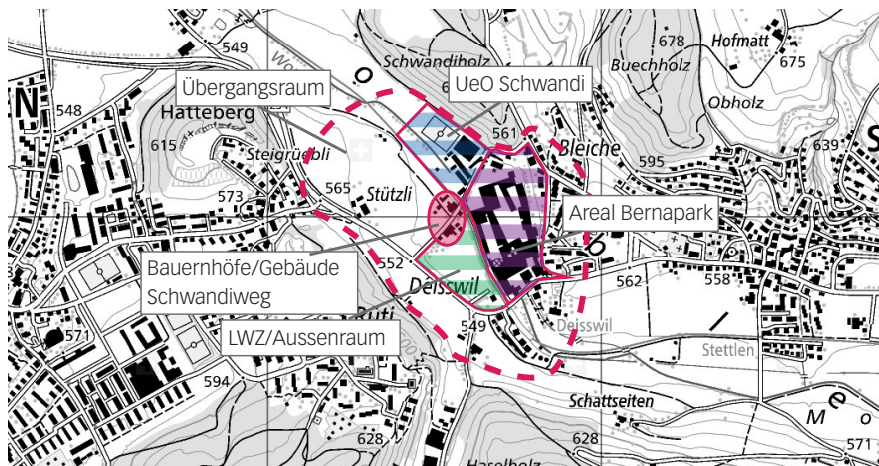 549
Schwandiholz
678
Hofmatt
675
Buechholz
Übergangsraum
UeO Schwandi
N
548
Hatteberg
Obholz
615
Steigrüebli
561
Bleiche
639
S
595
573
565
Stützli
Areal Bernapark
Bauernhöfe/Gebäude
Schwandiweg
552
b
562
558
Deisswil
LWZ/Aussenraum
549
Deisswil
571
Stettlen
594
Schattseiten
e
M
o
628
628
571
Haselholz